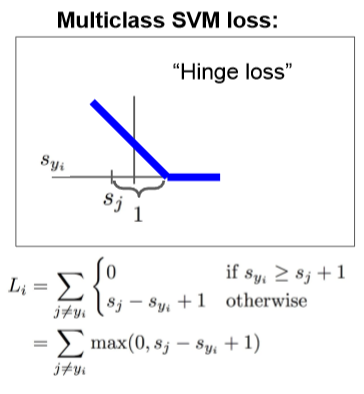 Multiclass SVM loss:
“Hinge loss”
s_{y_i}
s_j
1
L_i = \sum_{j \neq y_i} \begin{cases} 0 & \text{if } s_{y_i} \geq s_j + 1 \\ s_j - s_{y_i} + 1 & \text{otherwise} \end{cases}
= \sum_{j \neq y_i} \max(0, s_j - s_{y_i} + 1)